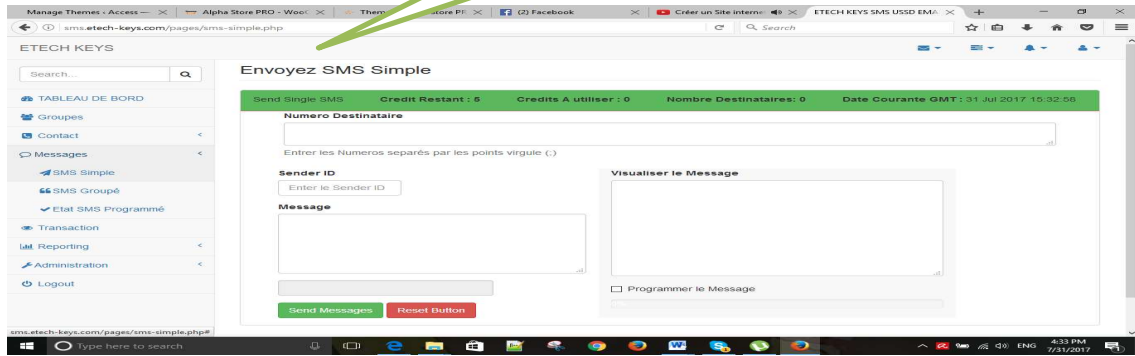 Manage Themes ‹ Access —
Alpha Store PRO - WooC
Them
tore PR
(2) Facebook
Créer un Site interne
ETECH KEYS SMS USSD EMA
sms.etech-keys.com/pages/sms-simple.php
Search
ETECH KEYS
Search...
Envoyez SMS Simple
TABLEAU DE BORD
Groupes
Contact
Messages
SMS Simple
SMS Groupé
Etat SMS Programmé
Transaction
Reporting
Administration
Logout
Send Single SMS Credit Restant : 5 Credits A utiliser : 0 Nombre Destinataires: 0 Date Courante GMT : 31 Jul 2017 15:32:58
Numero Destinataire
Entrer les Numeros separés par les points virgule (;)
Sender ID
Enter le Sender ID
Message
Visualiser le Message
Programmer le Message
Send Messages
Reset Button
sms.etech-keys.com/pages/sms-simple.php#
Type here to search
ENG
4:33 PM
7/31/2017